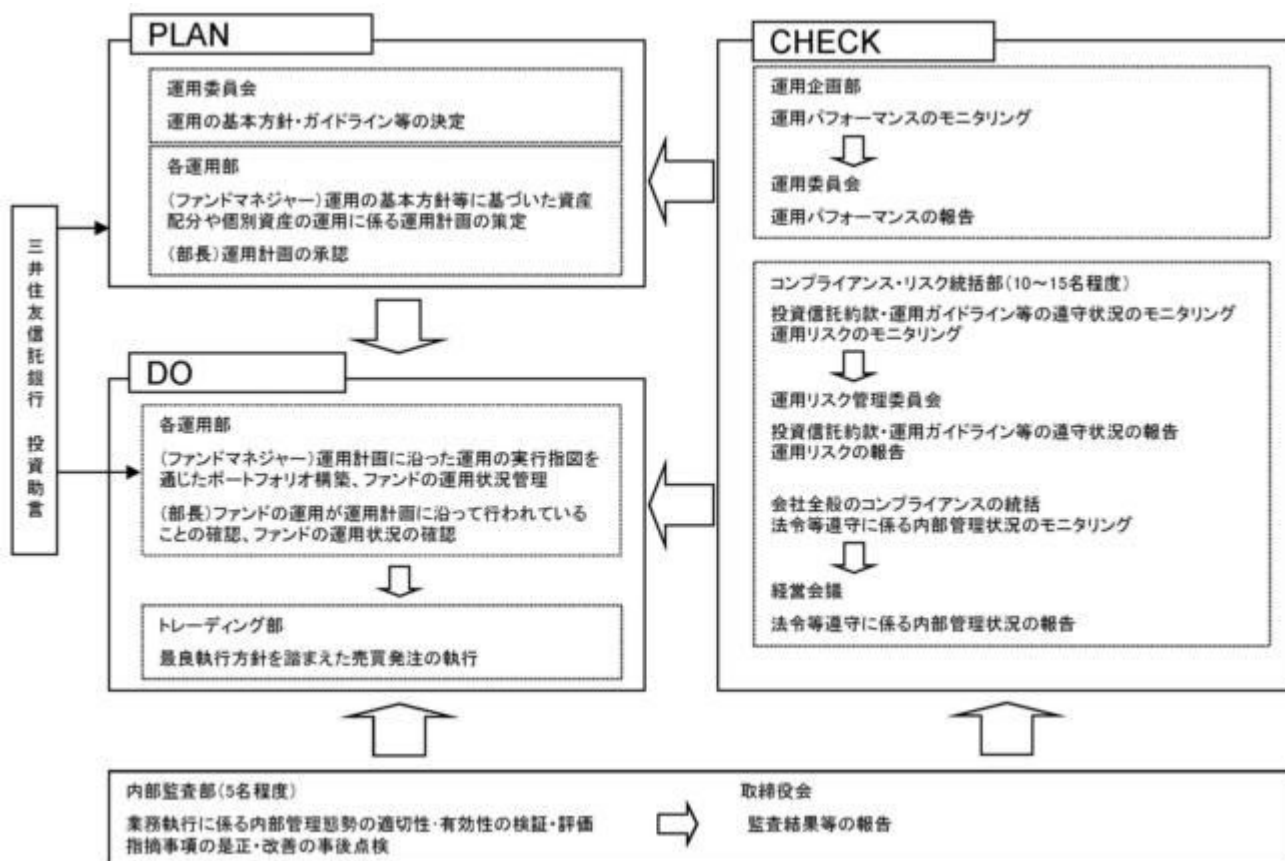 PLAN
運用委員会
運用の基本方針・ガイドライン等の決定
各運用部
(ファンドマネジャー)運用の基本方針等に基づいた資産
配分や個別資産の運用に係る運用計画の策定
(部長)運用計画の承認
三井住友信託銀行 投資助言
DO
各運用部
(ファンドマネジャー)運用計画に沿った運用の実行指図を
通じたポートフォリオ構築、ファンドの運用状況管理
(部長)ファンドの運用が運用計画に沿って行われている
ことの確認、ファンドの運用状況の確認
トレーディング部
最良執行方針を踏まえた売買発注の執行
CHECK
運用企画部
運用パフォーマンスのモニタリング
運用委員会
運用パフォーマンスの報告
コンプライアンス・リスク統括部(10~15名程度)
投資信託約款・運用ガイドライン等の遵守状況のモニタリング
運用リスクのモニタリング
運用リスク管理委員会
投資信託約款・運用ガイドライン等の遵守状況の報告
運用リスクの報告
会社全般のコンプライアンスの統括
法令等遵守に係る内部管理状況のモニタリング
経営会議
法令等遵守に係る内部管理状況の報告
内部監査部(5名程度)
業務執行に係る内部管理態勢の適切性・有効性の検証・評価
指摘事項の是正・改善の事後点検
取締役会
監査結果等の報告